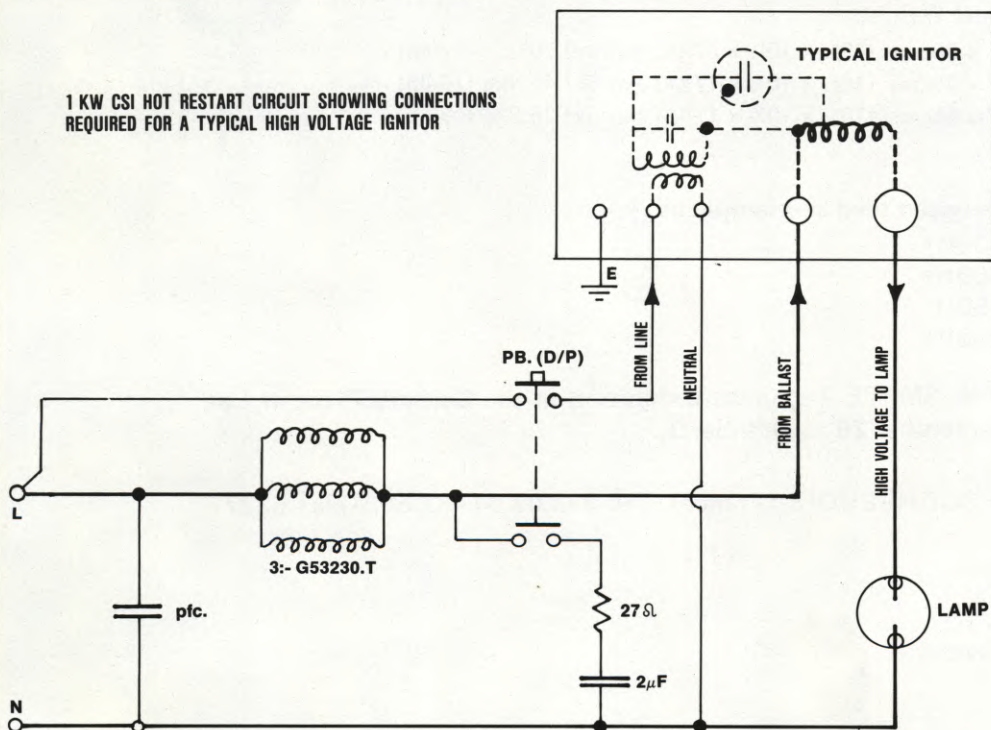 TYPICAL IGNITOR
1 KW CSI HOT RESTART CIRCUIT SHOWING CONNECTIONS
REQUIRED FOR A TYPICAL HIGH VOLTAGE IGNITOR
E
FROM LINE
NEUTRAL
FROM BALLAST
HIGH VOLTAGE TO LAMP
PB. (D/P)
L
3:- G53230.T
pfc.
27Ω
LAMP
2μF
N